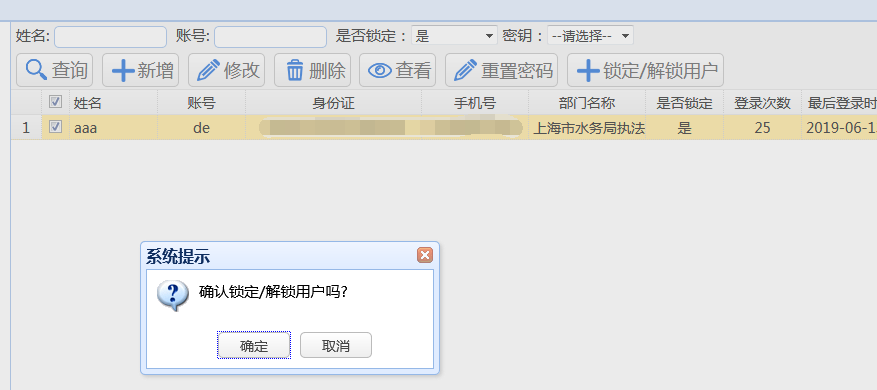 姓名: 账号: 是否锁定： 是 密钥： --请选择--
查询 新增 修改 删除 查看 重置密码 锁定/解锁用户
姓名 账号 身份证 手机号 部门名称 是否锁定 登录次数 最后登录时
1 aaa de 上海市水务局执法 是 25 2019-06-1
系统提示
确认锁定/解锁用户吗?
确定 取消